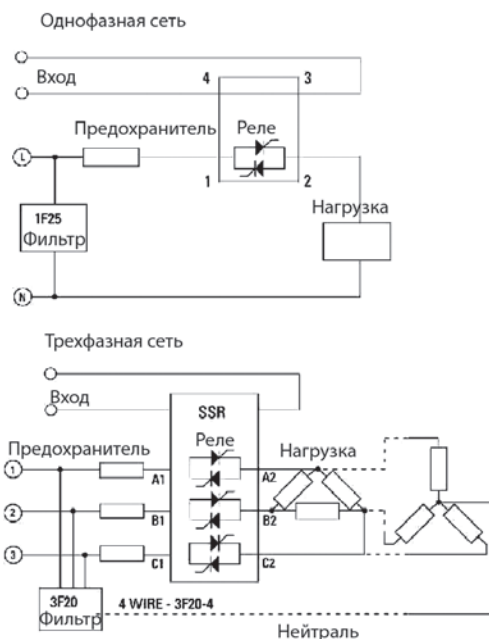 Однофазная сеть
Вход
4 3
Предохранитель Реле
L
1 2
1F25
Фильтр
Нагрузка
N
Трехфазная сеть
Вход
SSR
Предохранитель Реле Нагрузка
1 A1 A2
2 B1 B2
3 C1 C2
3F20 4 WIRE - 3F20-4
Фильтр
Нейтраль